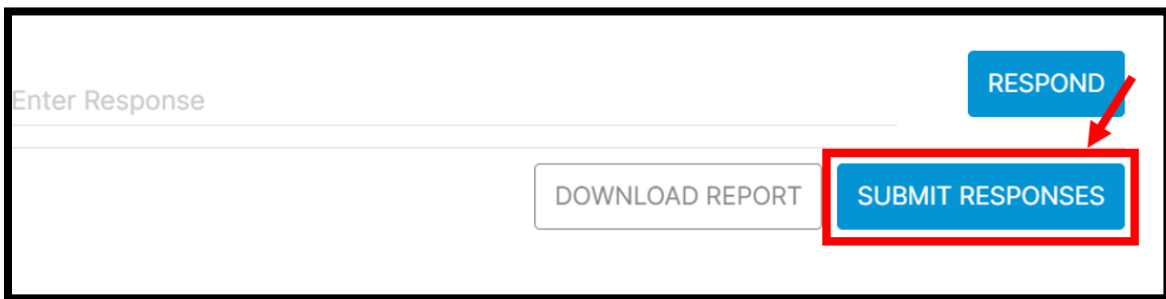 RESPOND
Enter Response
DOWNLOAD REPORT
SUBMIT RESPONSES